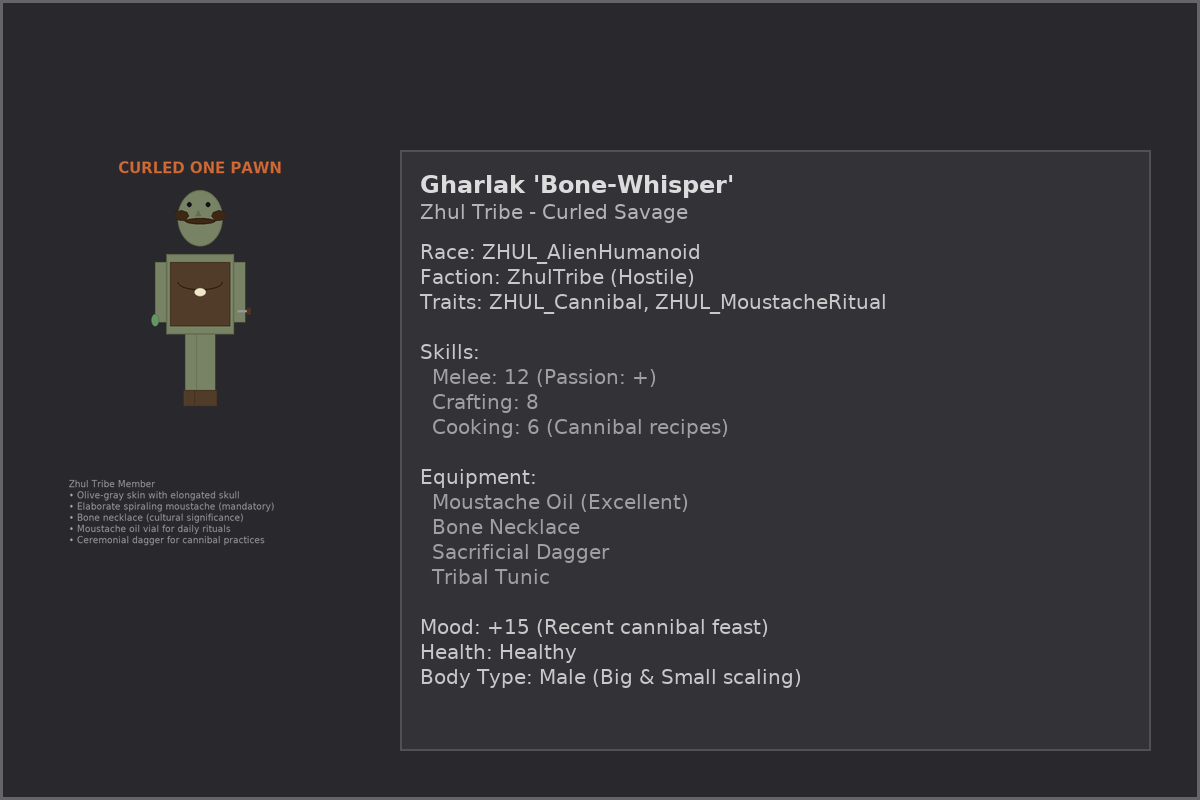 CURLED ONE PAWN
Zhul Tribe Member
• Olive-gray skin with elongated skull
• Elaborate spiraling moustache (mandatory)
• Bone necklace (cultural significance)
• Moustache oil vial for daily rituals
• Ceremonial dagger for cannibal practices
Gharlak 'Bone-Whisper'
Zhul Tribe - Curled Savage
Race: ZHUL_AlienHumanoid
Faction: ZhulTribe (Hostile)
Traits: ZHUL_Cannibal, ZHUL_MoustacheRitual
Skills:
Melee: 12 (Passion: +)
Crafting: 8
Cooking: 6 (Cannibal recipes)
Equipment:
Moustache Oil (Excellent)
Bone Necklace
Sacrificial Dagger
Tribal Tunic
Mood: +15 (Recent cannibal feast)
Health: Healthy
Body Type: Male (Big & Small scaling)